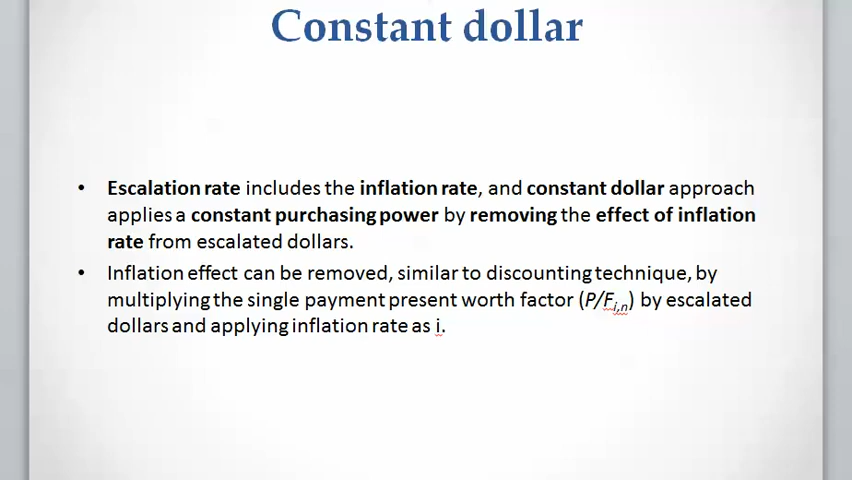 Constant dollar
• Escalation rate includes the inflation rate, and constant dollar approach
applies a constant purchasing power by removing the effect of inflation
rate from escalated dollars.
• Inflation effect can be removed, similar to discounting technique, by
multiplying the single payment present worth factor (P/Fi,n) by escalated
dollars and applying inflation rate as i.